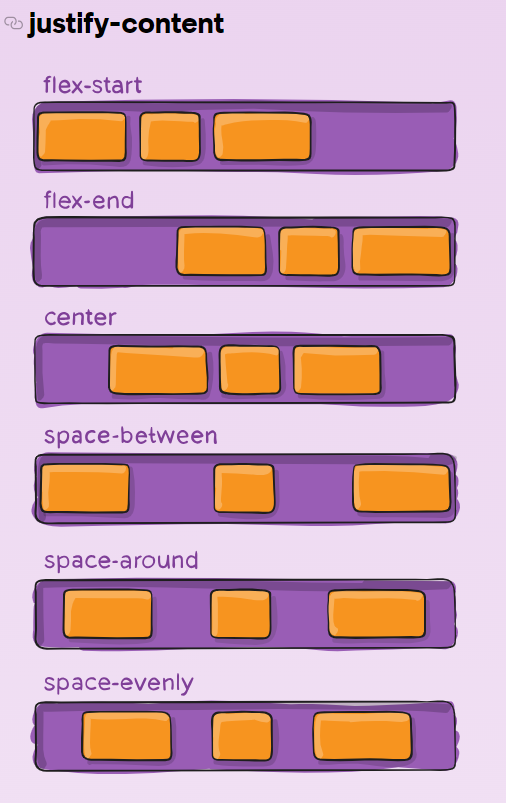 justify-content
flex-start
flex-end
center
space-between
space-around
space-evenly